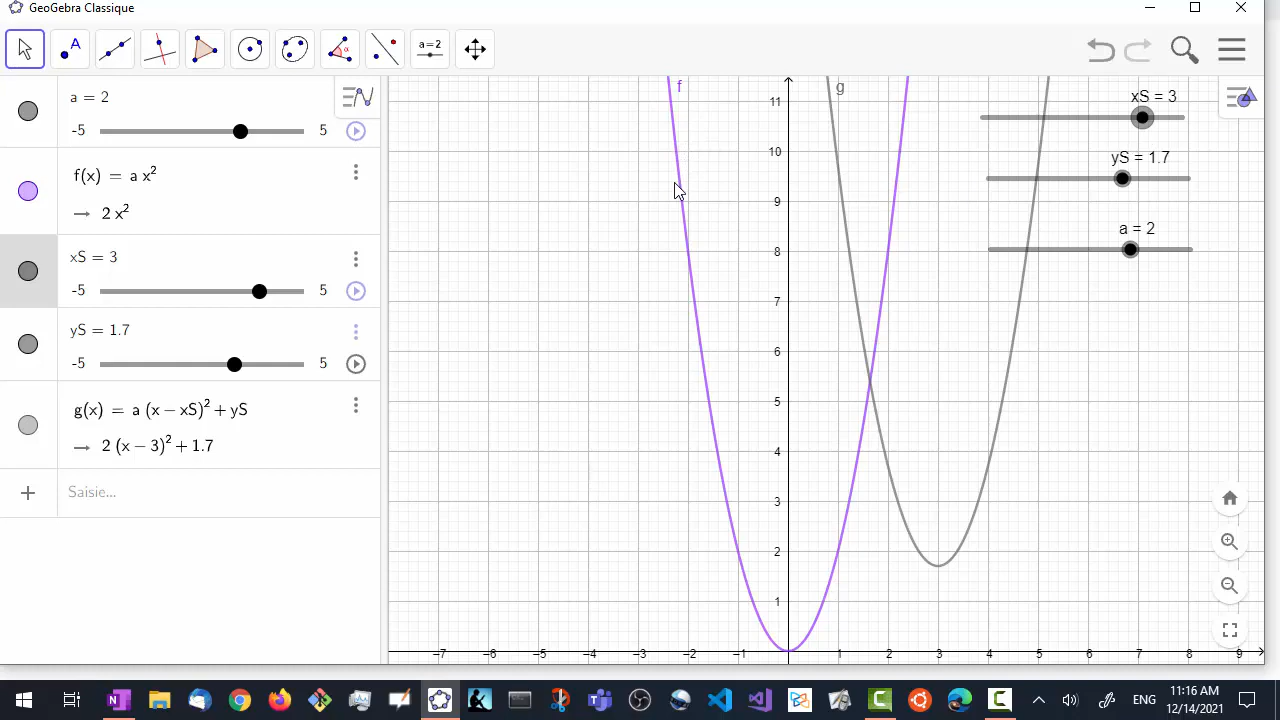 GeoGebra Classique
A
α
a=2
a = 2
-5
5
f(x) = a x²
→ 2 x²
xS = 3
-5
5
yS = 1.7
-5
5
g(x) = a (x − xS)² + yS
→ 2 (x − 3)² + 1.7
+
Saisie...
f
g
xS = 3
yS = 1.7
a = 2
11
10
9
8
7
6
5
4
3
2
1
−7 −6 −5 −4 −3 −2 −1 1 2 3 4 5 6 7 8 9
ENG
11:16 AM
12/14/2021